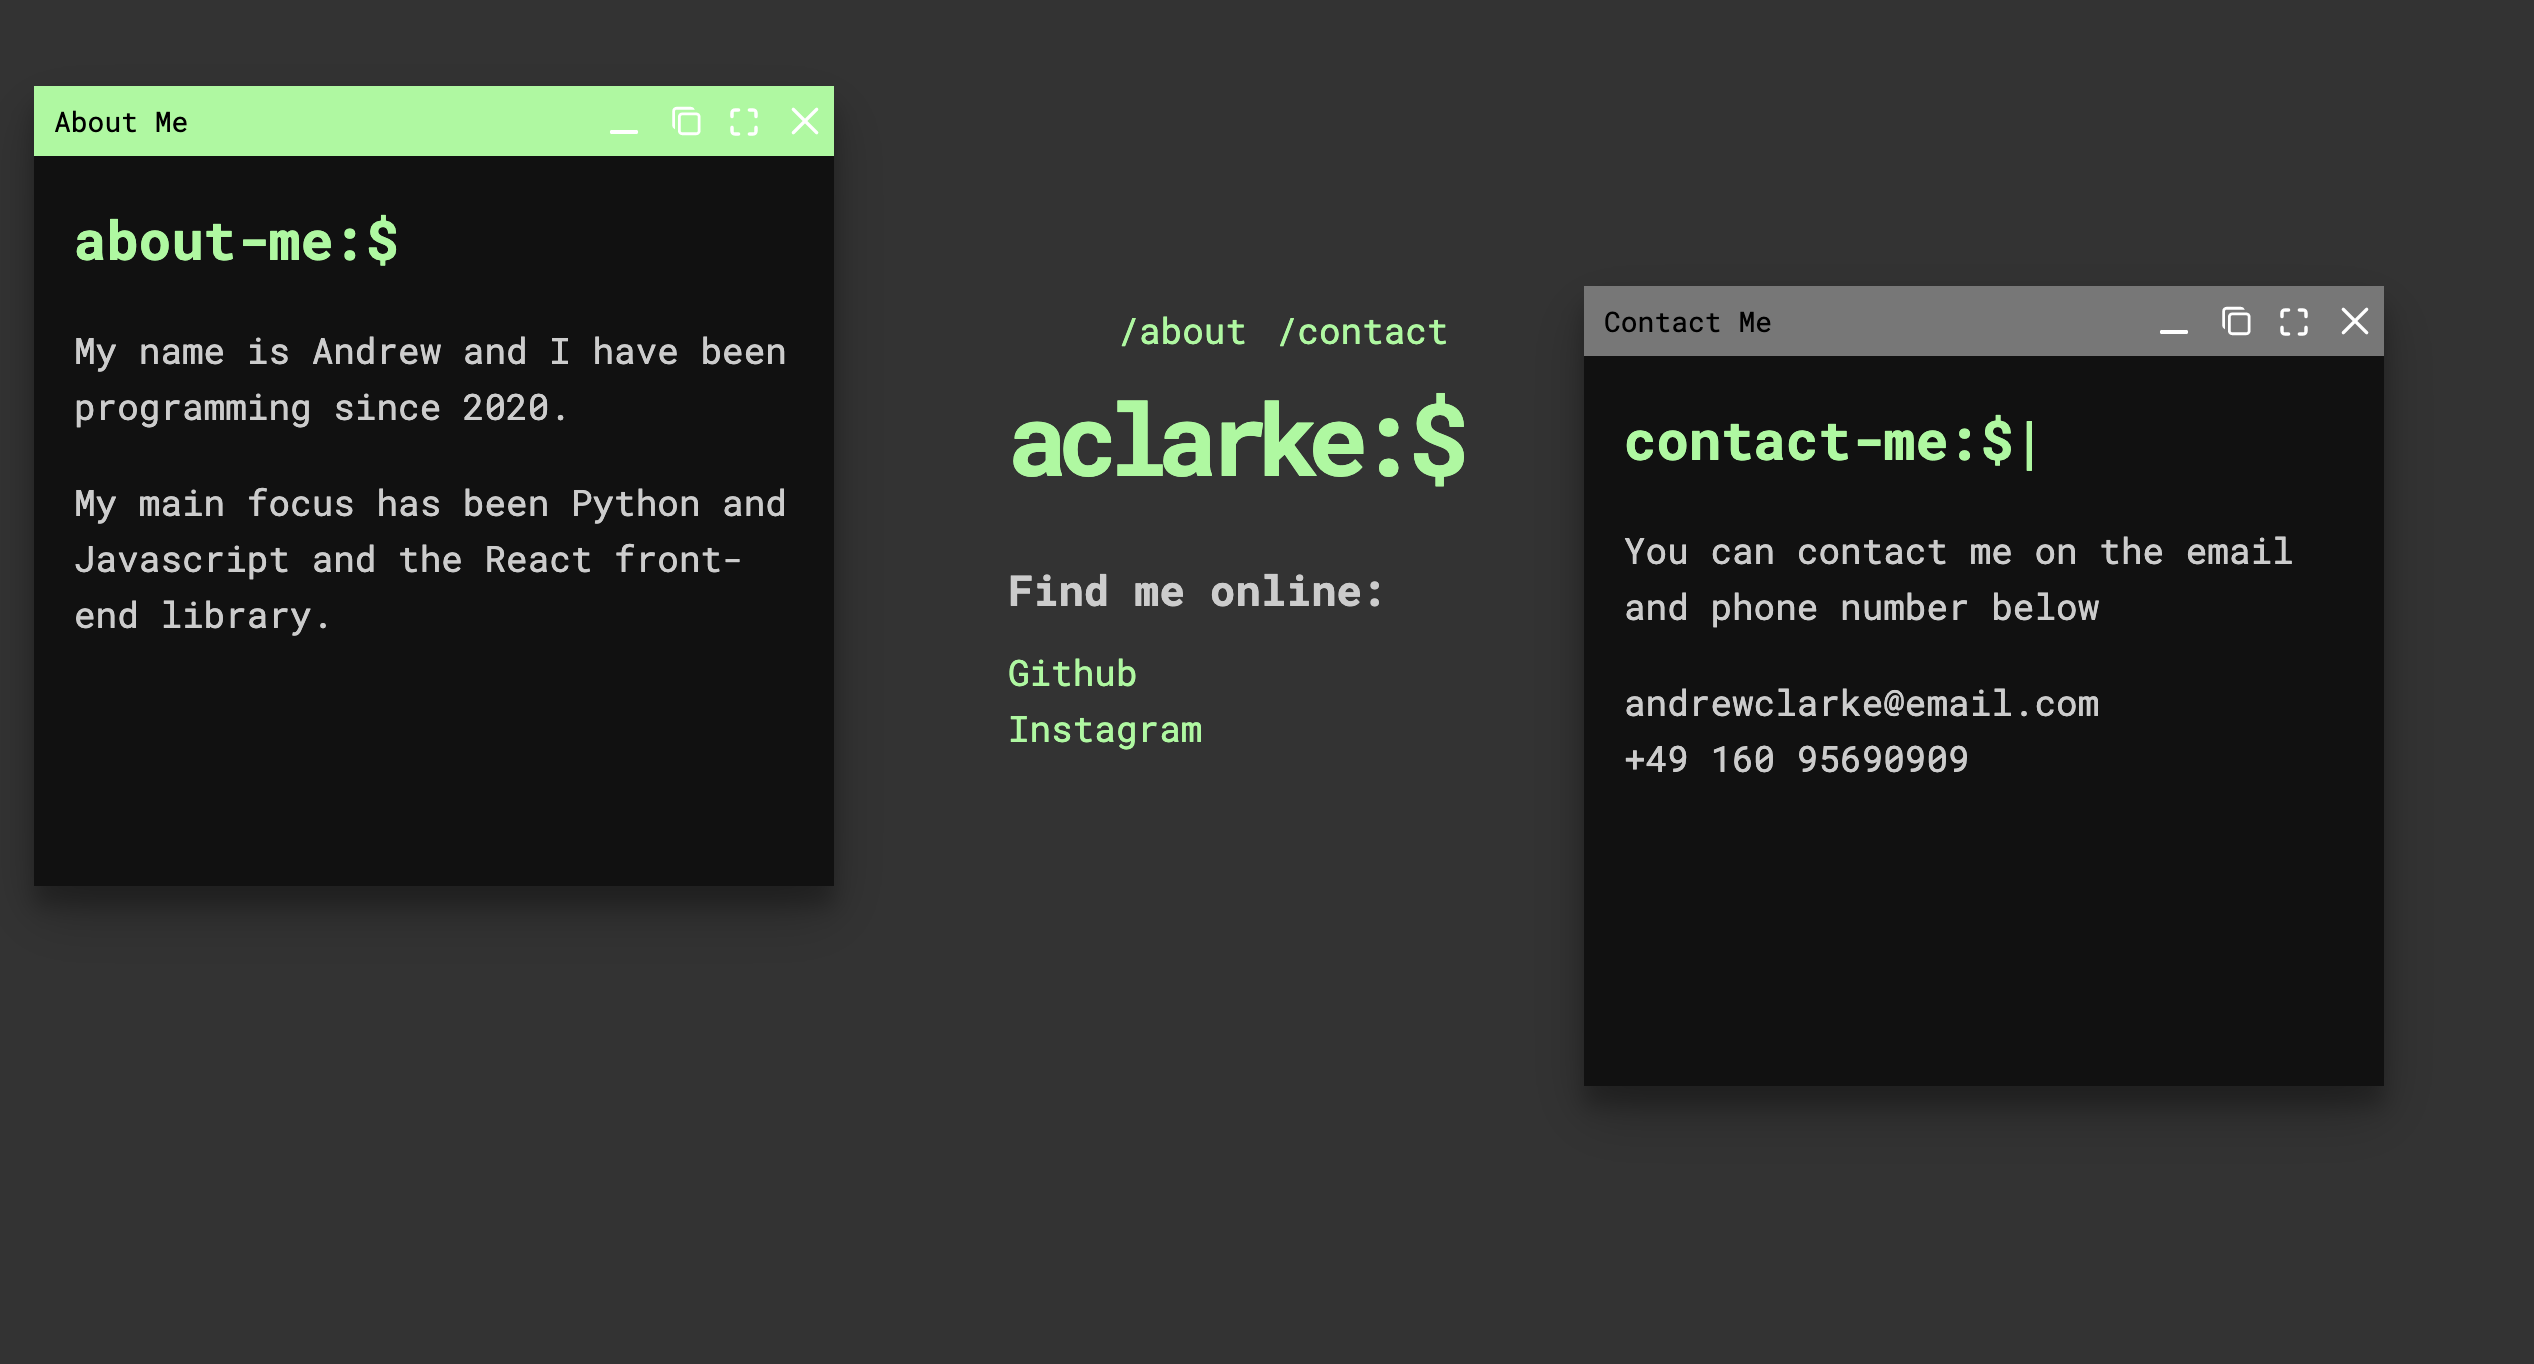 About Me
about-me:$
My name is Andrew and I have been
programming since 2020.
My main focus has been Python and
Javascript and the React front-
end library.
/about /contact
aclarke:$
Find me online:
Github
Instagram
Contact Me
contact-me:$|
You can contact me on the email
and phone number below
andrewclarke@email.com
+49 160 95690909